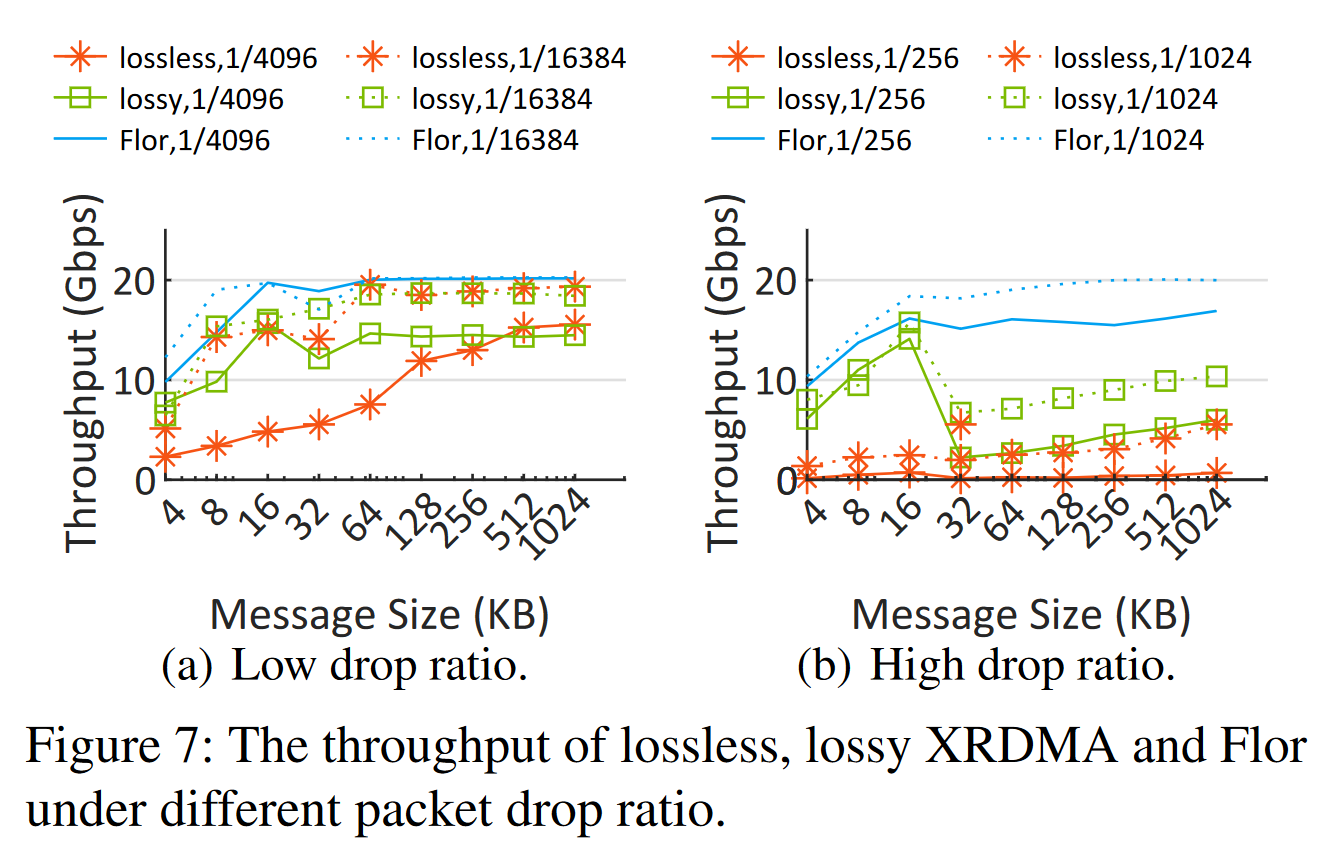 lossless,1/4096 lossless,1/16384
lossy,1/4096 lossy,1/16384
Flor,1/4096 Flor,1/16384
Throughput (Gbps)
20
10
0
4 8 16 32 64 128 256 512 1024
Message Size (KB)
(a) Low drop ratio.
lossless,1/256 lossless,1/1024
lossy,1/256 lossy,1/1024
Flor,1/256 Flor,1/1024
Throughput (Gbps)
20
10
0
4 8 16 32 64 128 256 512 1024
Message Size (KB)
(b) High drop ratio.
Figure 7: The throughput of lossless, lossy XRDMA and Flor
under different packet drop ratio.